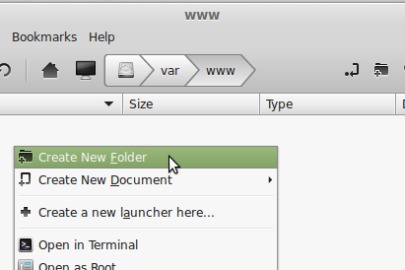 www
Bookmarks Help
var www
Size Type
Create New Folder
Create New Document
Create a new launcher here...
Open in Terminal
Open as Root